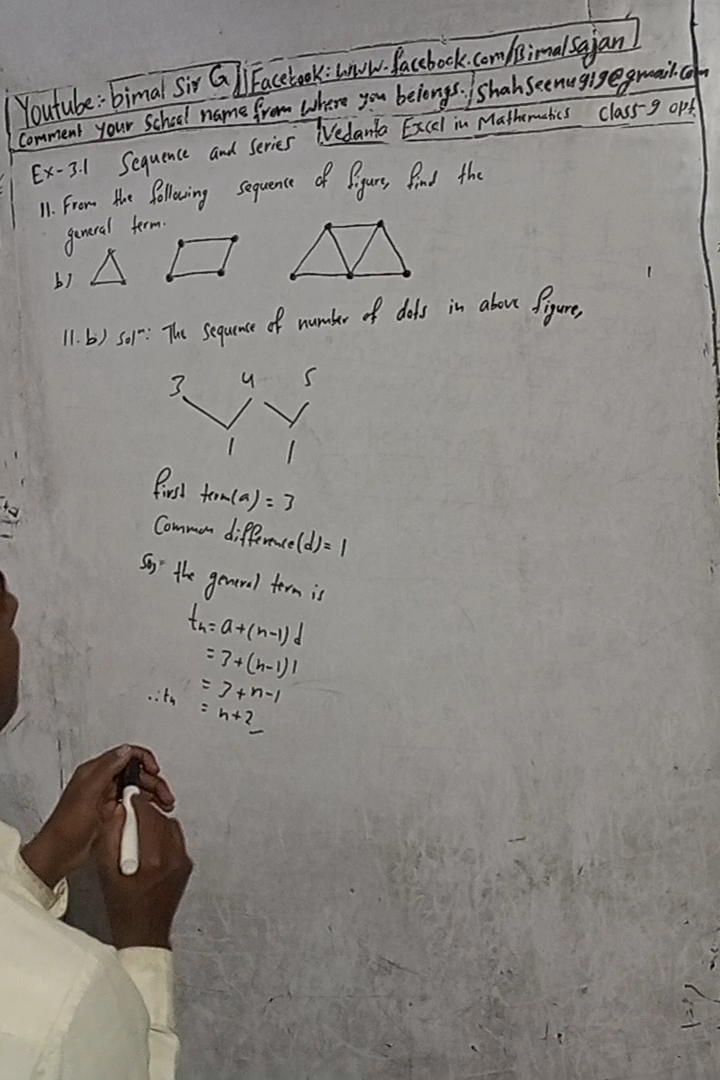 Youtube:- bimal Sir G || Facebook: www.facebook.com/Bimalsajan
Comment your School name from where you belongs. | Shahseenu919@gmail.com
Ex-3.1 Sequence and series Vedanta Excel in Mathematics Class-9 opt
11. From the following sequence of figure, find the
general term.
b)
11.b) solⁿ: The sequence of number of dots in above figure,
3 4 5
1 1
first term(a) = 3
Common difference(d) = 1
So, the general term is
tn = a+(n-1)d
= 3+(n-1)1
= 3+n-1
∴tn = n+2